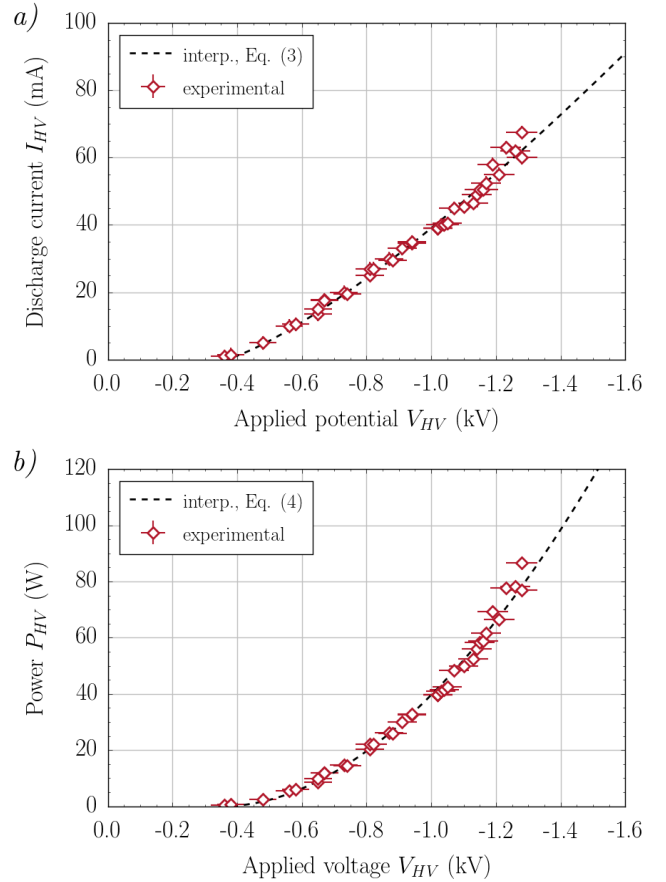 a)
100
80
60
40
20
0
Discharge current I_HV (mA)
interp., Eq. (3)
experimental
0.0 -0.2 -0.4 -0.6 -0.8 -1.0 -1.2 -1.4 -1.6
Applied potential V_HV (kV)
b)
120
100
80
60
40
20
0
Power P_HV (W)
interp., Eq. (4)
experimental
0.0 -0.2 -0.4 -0.6 -0.8 -1.0 -1.2 -1.4 -1.6
Applied voltage V_HV (kV)